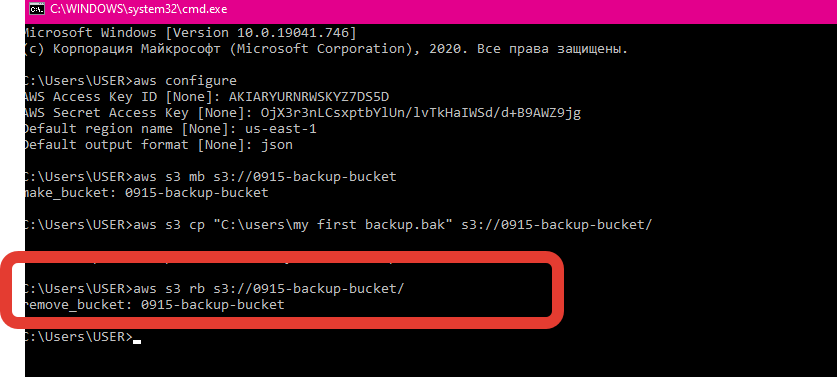 C:\WINDOWS\system32\cmd.exe
Microsoft Windows [Version 10.0.19041.746]
(c) Корпорация Майкрософт (Microsoft Corporation), 2020. Все права защищены.
C:\Users\USER>aws configure
AWS Access Key ID [None]: AKIARYURNRWSKYZ7DS5D
AWS Secret Access Key [None]: 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
Default region name [None]: us-east-1
Default output format [None]: json
C:\Users\USER>aws s3 mb s3://0915-backup-bucket
make_bucket: 0915-backup-bucket
C:\Users\USER>aws s3 cp "C:\users\my first backup.bak" s3://0915-backup-bucket/
C:\Users\USER>aws s3 rb s3://0915-backup-bucket/
remove_bucket: 0915-backup-bucket
C:\Users\USER>